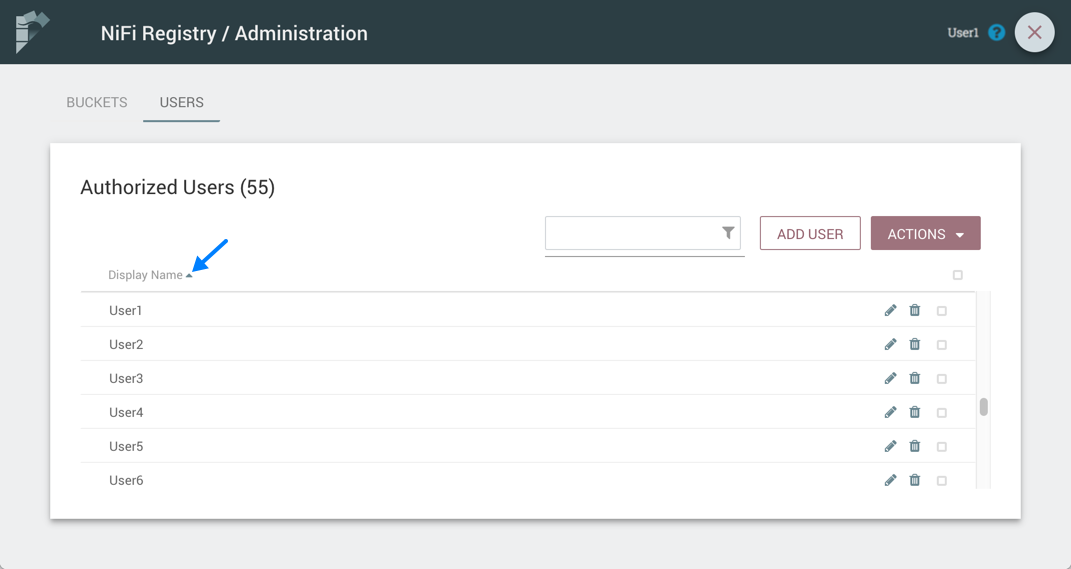 NiFi Registry / Administration
User1 ?
BUCKETS USERS
Authorized Users (55)
ADD USER ACTIONS
Display Name
User1
User2
User3
User4
User5
User6